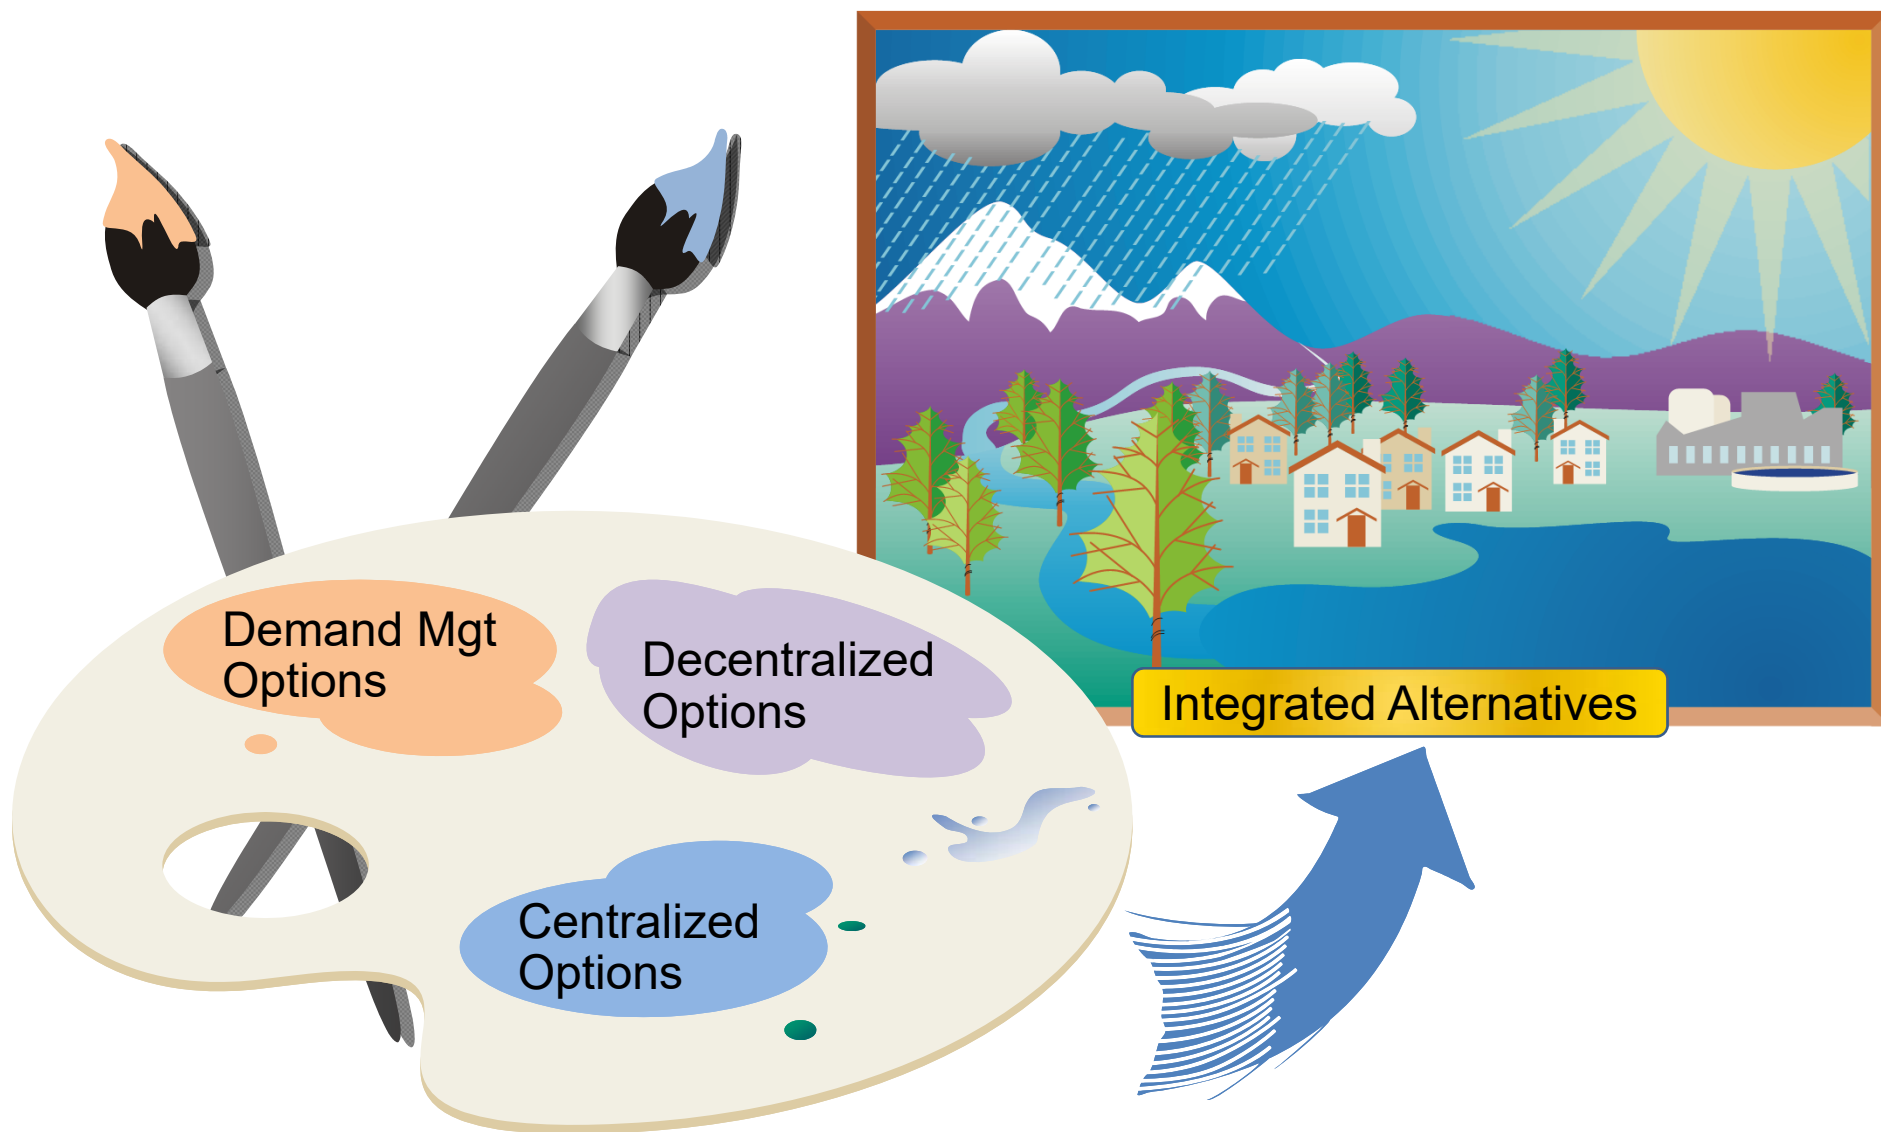 Demand Mgt
Options
Decentralized
Options
Integrated Alternatives
Centralized
Options